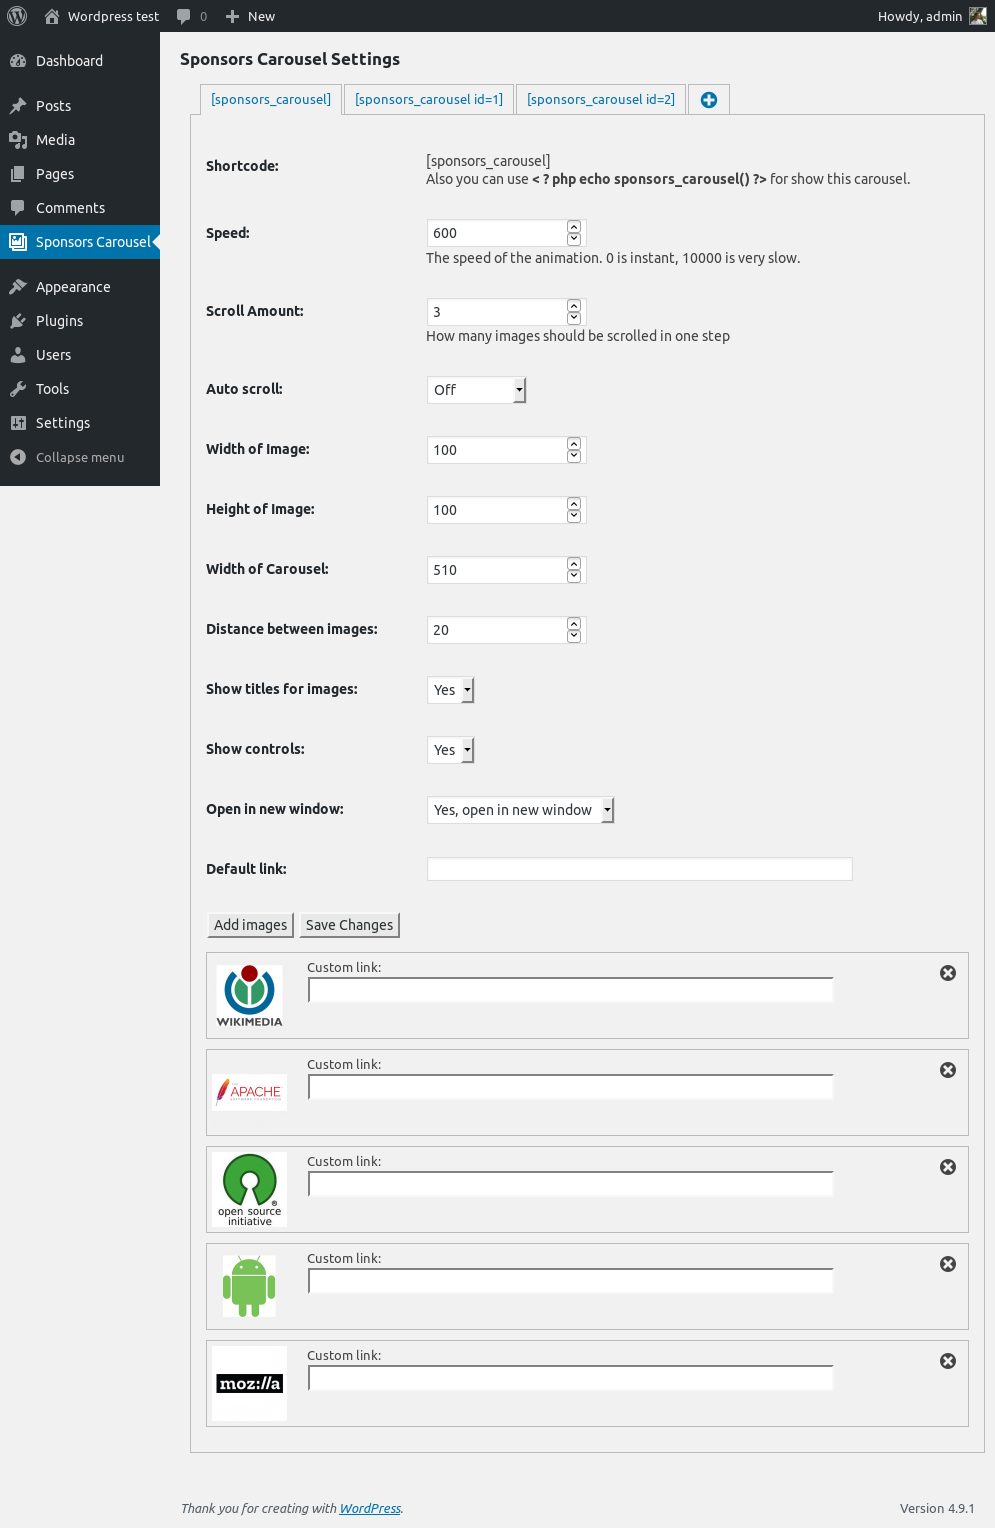 Wordpress test 0 New Howdy, admin
Dashboard
Posts
Media
Pages
Comments
Sponsors Carousel
Appearance
Plugins
Users
Tools
Settings
Collapse menu
Sponsors Carousel Settings
[sponsors_carousel] [sponsors_carousel id=1] [sponsors_carousel id=2]
Shortcode: [sponsors_carousel]
Also you can use < ? php echo sponsors_carousel() ?> for show this carousel.
Speed: 600
The speed of the animation. 0 is instant, 10000 is very slow.
Scroll Amount: 3
How many images should be scrolled in one step
Auto scroll: Off
Width of Image: 100
Height of Image: 100
Width of Carousel: 510
Distance between images: 20
Show titles for images: Yes
Show controls: Yes
Open in new window: Yes, open in new window
Default link:
Add images Save Changes
Custom link:
WIKIMEDIA
Custom link:
APACHE
Custom link:
open source
initiative
Custom link:
Custom link:
moz://a
Thank you for creating with WordPress. Version 4.9.1